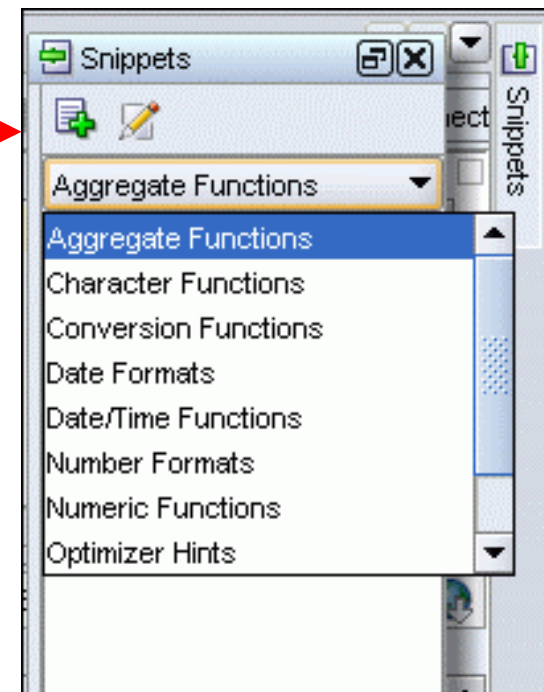 Snippets
Snippets
ect
Aggregate Functions
Aggregate Functions
Character Functions
Conversion Functions
Date Formats
Date/Time Functions
Number Formats
Numeric Functions
Optimizer Hints